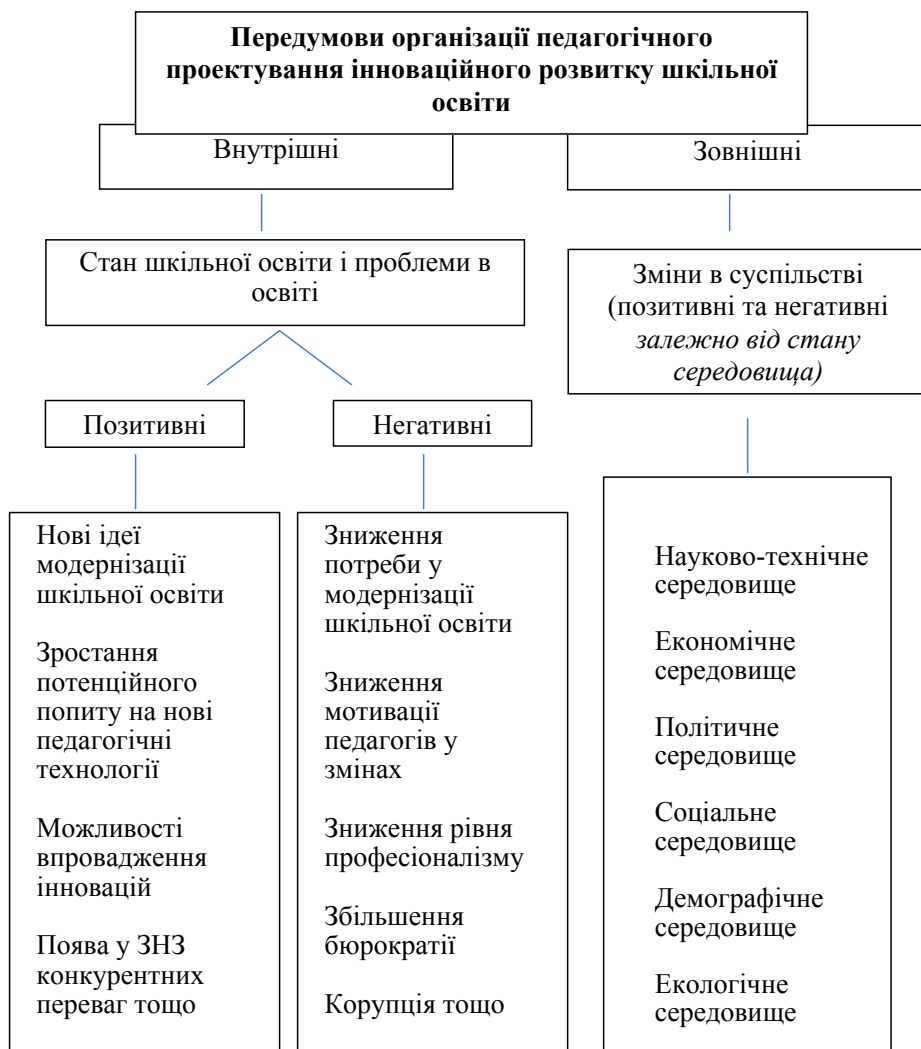 Передумови організації педагогічного
проектування інноваційного розвитку шкільної
освіти
Внутрішні
Зовнішні
Стан шкільної освіти і проблеми в
освіті
Зміни в суспільстві
(позитивні та негативні
залежно від стану
середовища)
Позитивні
Негативні
Нові ідеї
модернізації
шкільної освіти
Зростання
потенційного
попиту на нові
педагогічні
технології
Можливості
впровадження
інновацій
Поява у ЗНЗ
конкурентних
переваг тощо
Зниження
потреби у
модернізації
шкільної освіти
Зниження
мотивації
педагогів у
змінах
Зниження рівня
професіоналізму
Збільшення
бюрократії
Корупція тощо
Науково-технічне
середовище
Економічне
середовище
Політичне
середовище
Соціальне
середовище
Демографічне
середовище
Екологічне
середовище